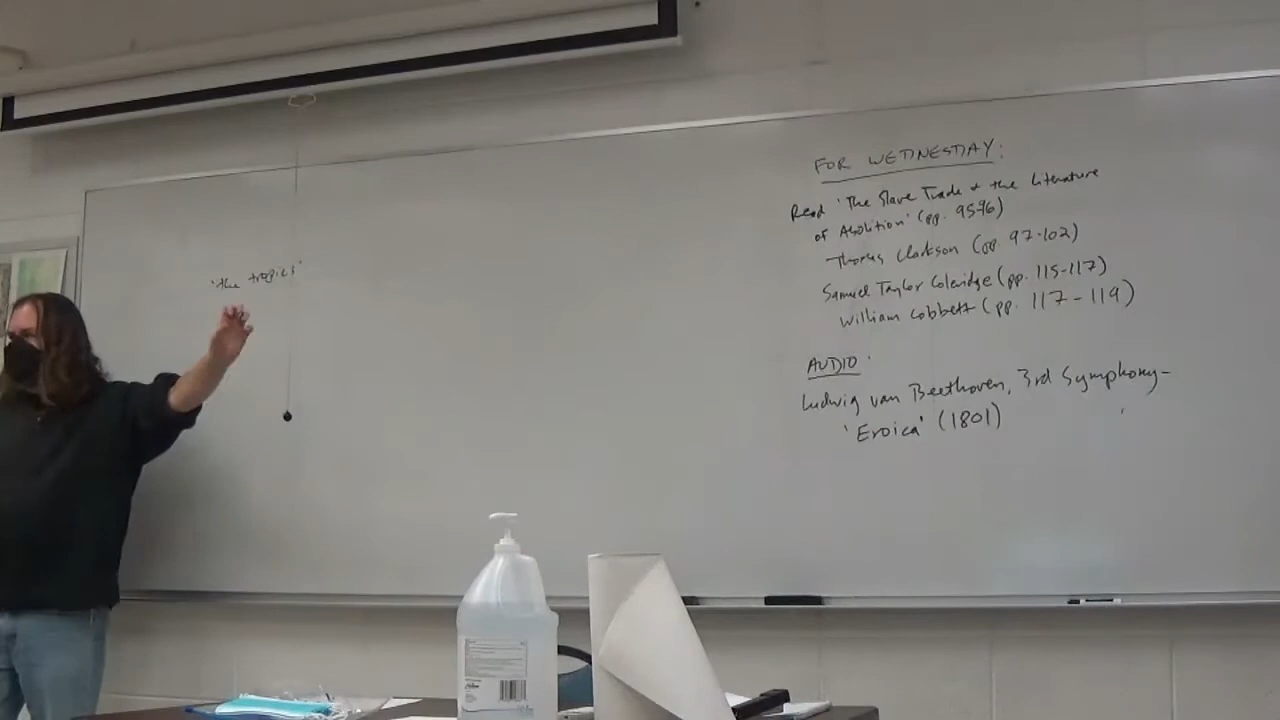 'the tropics'
FOR WEDNESDAY:
Read 'The Slave Trade & the Literature
of Abolition' (pp. 95-96)
Thomas Clarkson (pp. 97-102)
Samuel Taylor Coleridge (pp. 115-117)
William Cobbett (pp. 117-119)
AUDIO:
Ludwig van Beethoven, 3rd Symphony-
'Eroica' (1801)